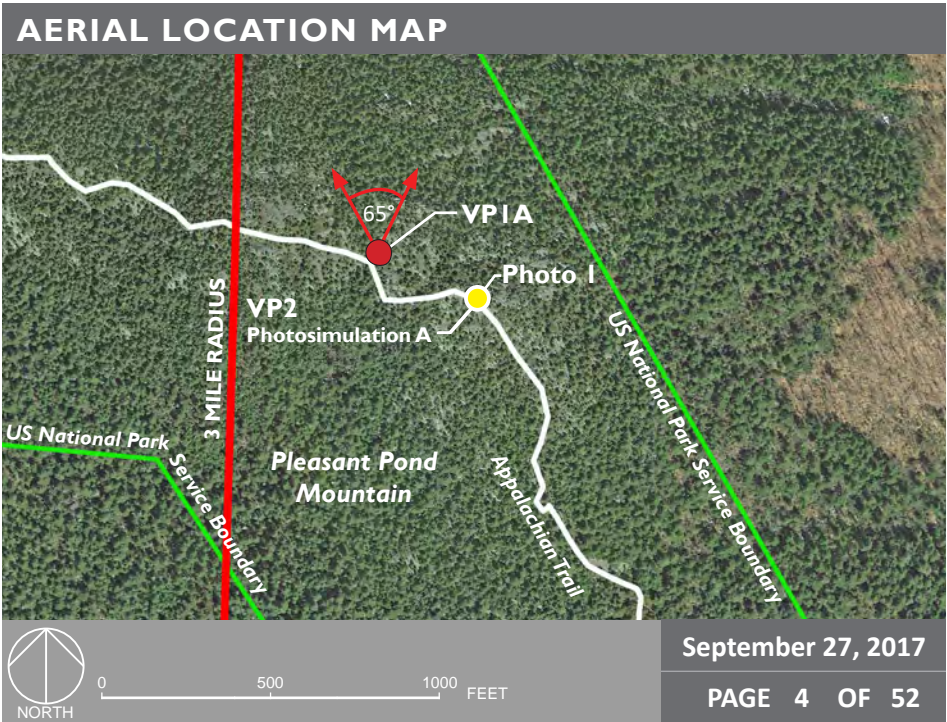 AERIAL LOCATION MAP
65°
VP1A
Photo 1
3 MILE RADIUS
VP2
Photosimulation A
US National Park Service Boundary
US National Park
Service Boundary
Pleasant Pond
Mountain
Appalachian Trail
NORTH
0 500 1000 FEET
September 27, 2017
PAGE 4 OF 52